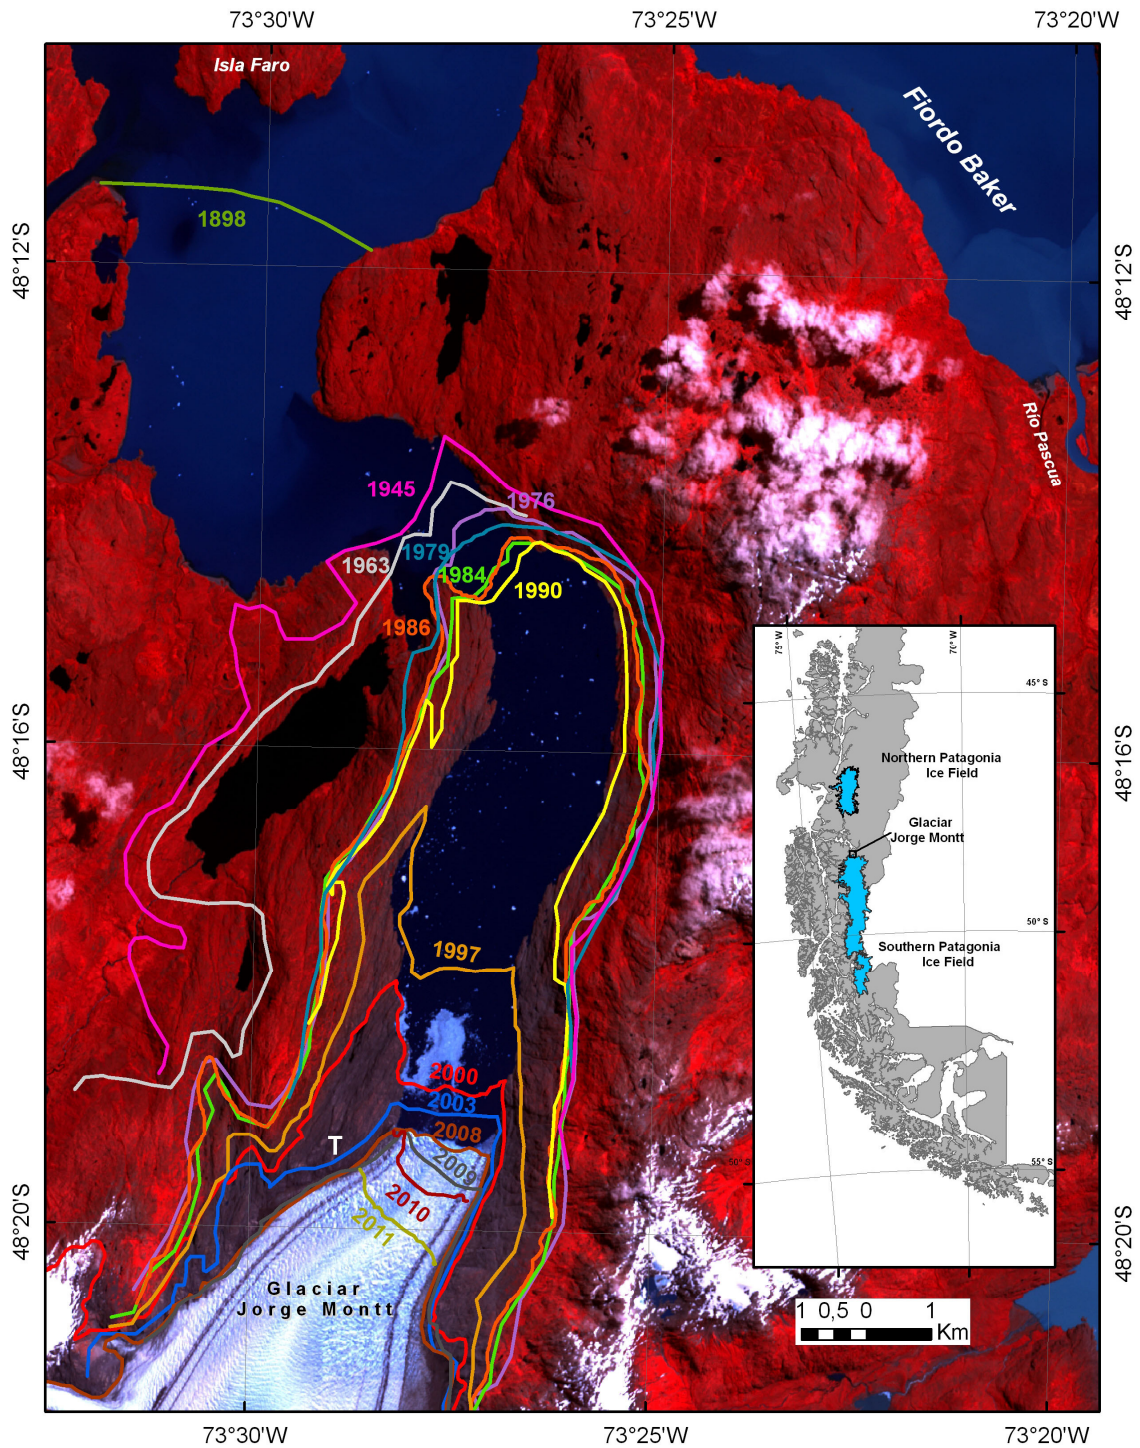 73°30'W
73°25'W
73°20'W
Isla Faro
Fiordo Baker
1898
48°12'S
48°12'S
Río Pascua
1945
1976
1979
1963
1984
1990
1986
75° W
70° W
45° S
48°16'S
48°16'S
Northern Patagonia
Ice Field
Glaciar
Jorge Montt
50° S
Southern Patagonia
Ice Field
1997
2000
2003
2008
T
2009
2010
2011
50° S
55° S
48°20'S
48°20'S
Glaciar
Jorge Montt
1 0,5 0 1
Km
73°30'W
73°25'W
73°20'W